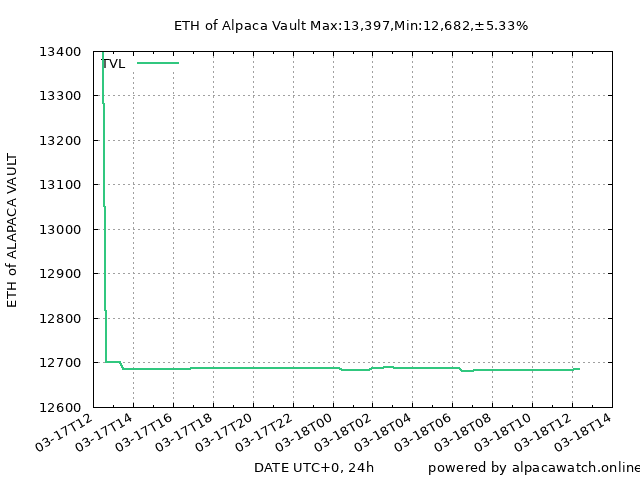 ETH of Alpaca Vault Max:13,397,Min:12,682,±5.33%
TVL
13400
13300
13200
13100
13000
12900
12800
12700
12600
ETH of ALAPACA VAULT
03-17T12
03-17T14
03-17T16
03-17T18
03-17T20
03-17T22
03-18T00
03-18T02
03-18T04
03-18T06
03-18T08
03-18T10
03-18T12
03-18T14
DATE UTC+0, 24h
powered by alpacawatch.online